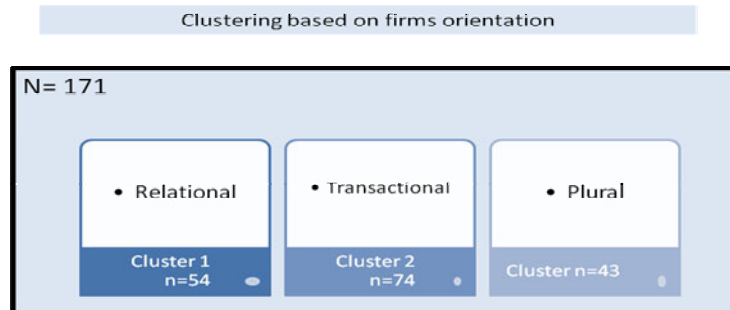 Clustering based on firms orientation
N= 171
• Relational
• Transactional
• Plural
Cluster 1
n=54
Cluster 2
n=74
Cluster n=43